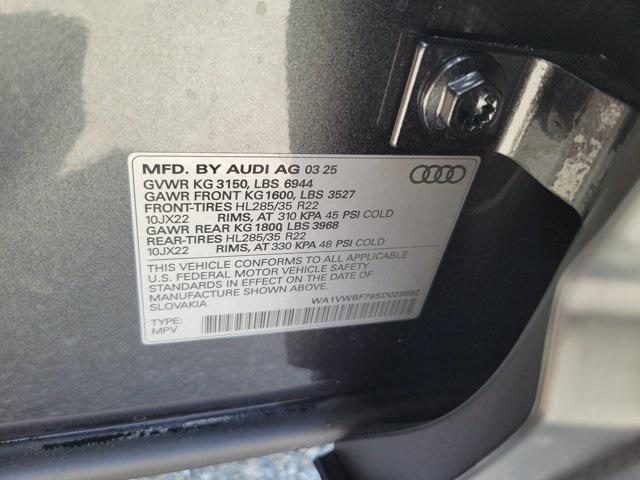 MFD. BY AUDI AG 03 25
GVWR KG 3150, LBS 6944
GAWR FRONT KG1600, LBS 3527
FRONT-TIRES HL285/35 R22
10JX22 RIMS, AT 310 KPA 45 PSI COLD
GAWR REAR KG 1800, LBS 3968
REAR-TIRES HL285/35 R22
10JX22 RIMS, AT 330 KPA 48 PSI COLD
THIS VEHICLE CONFORMS TO ALL APPLICABLE
U.S. FEDERAL MOTOR VEHICLE SAFETY
STANDARDS IN EFFECT ON THE DATE OF
MANUFACTURE SHOWN ABOVE.
SLOVAKIA
WA1VWBF79SD028992
TYPE:
MPV